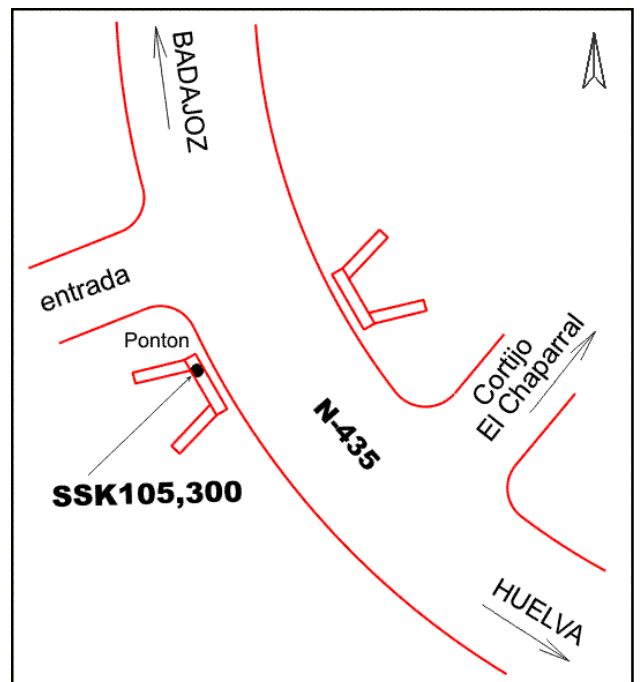 BADAJOZ
entrada
Ponton
Cortijo
El Chaparral
N-435
SSK105,300
HUELVA